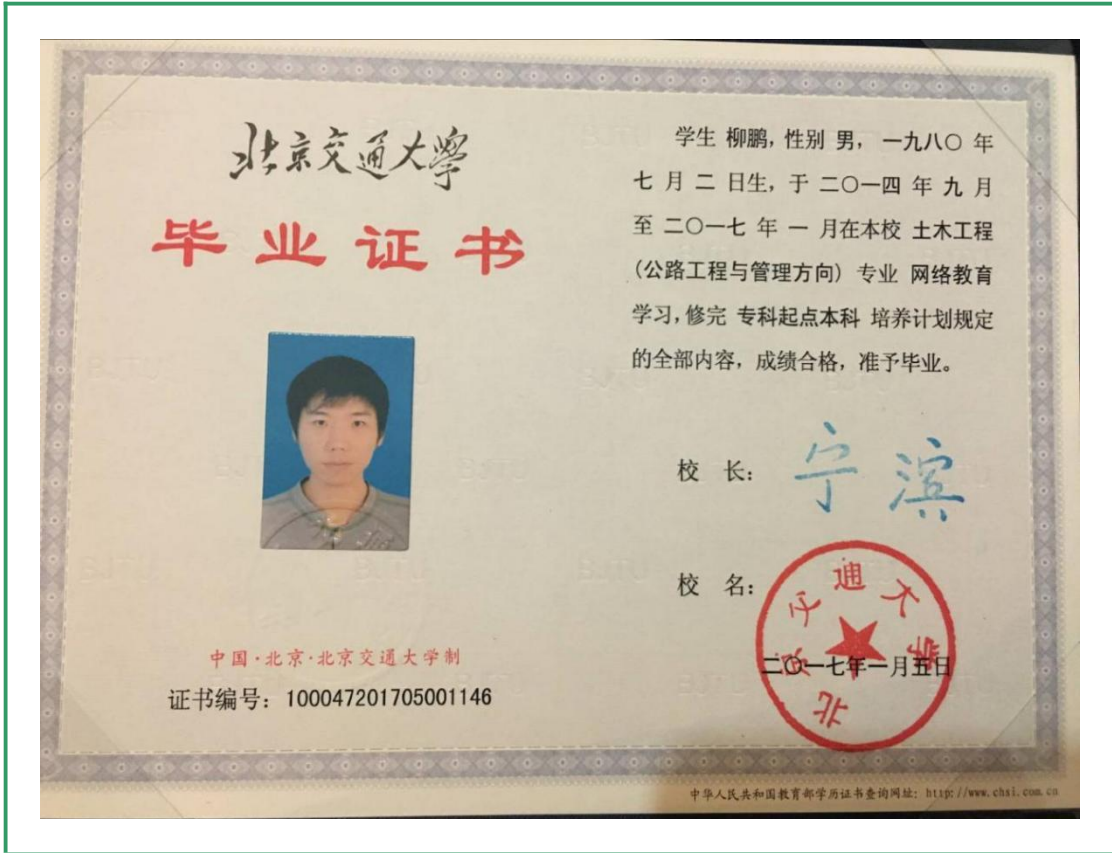 北京交通大學
毕业证书
中国·北京·北京交通大学制
证书编号：100047201705001146
学生 柳鹏，性别 男，一九八〇 年
七 月 二 日生，于 二〇一四 年 九 月
至 二〇一七 年 一 月在本校 土木工程
(公路工程与管理方向) 专业 网络教育
学习，修完 专科起点本科 培养计划规定
的全部内容，成绩合格，准予毕业。
校 长：宁滨
校 名：
北京交通大学
二〇一七年一月五日
中华人民共和国教育部学历证书查询网址：http://www.chsi.com.cn